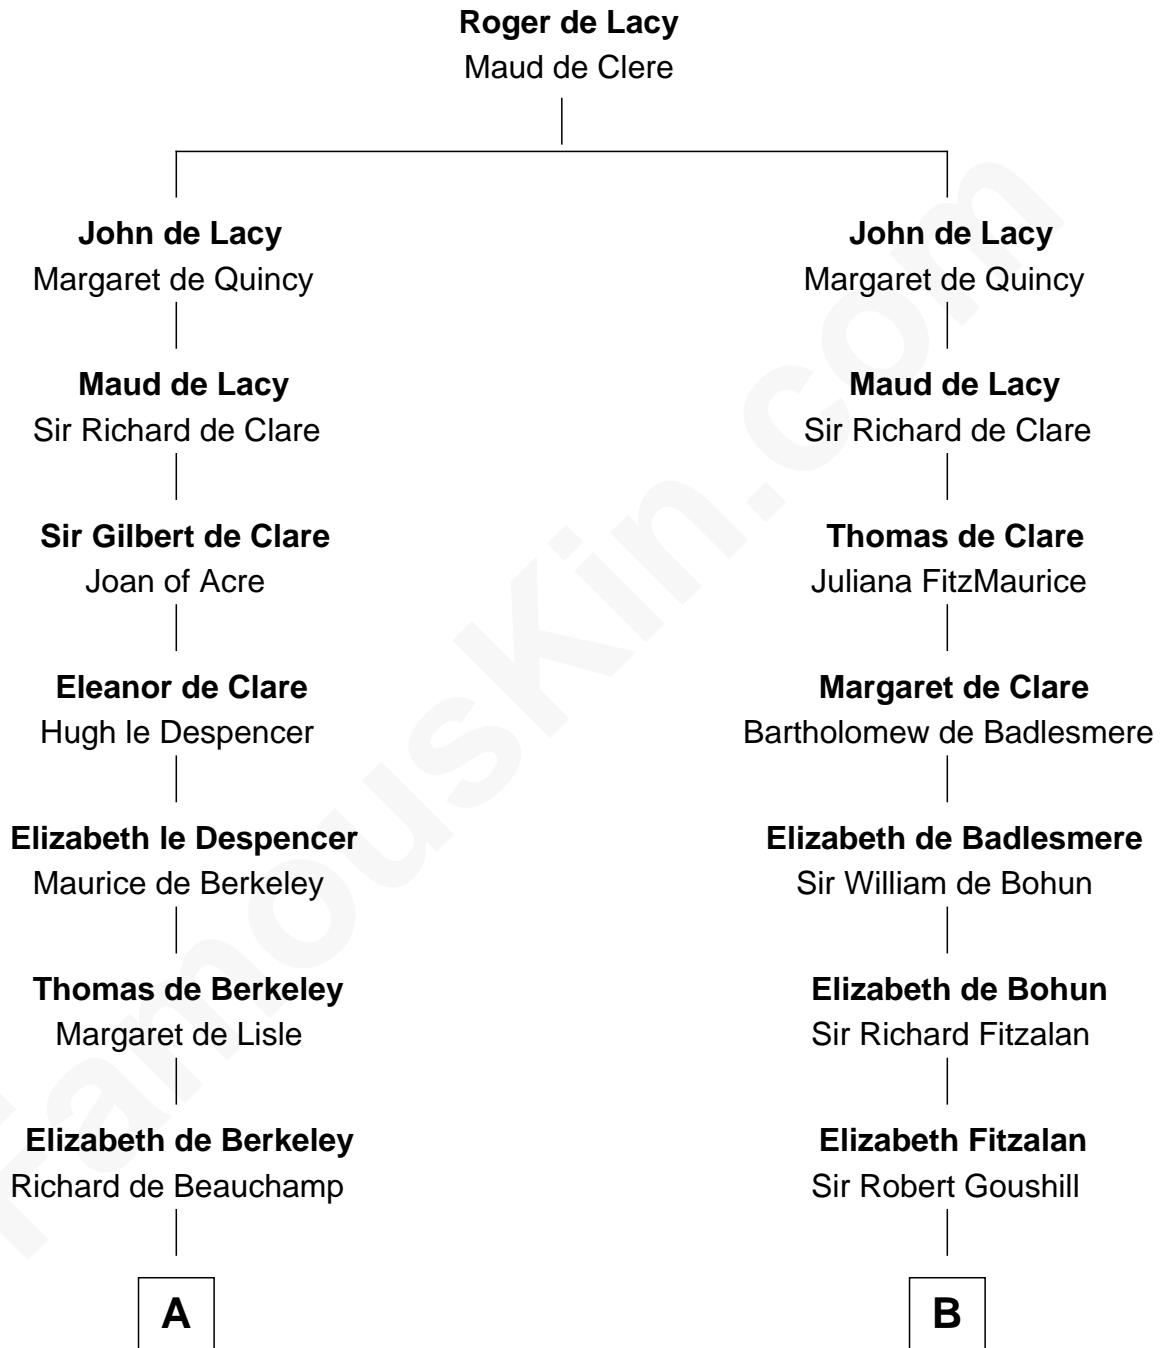 Roger de Lacy
Maud de Clere
John de Lacy
Margaret de Quincy
Maud de Lacy
Sir Richard de Clare
Sir Gilbert de Clare
Joan of Acre
Eleanor de Clare
Hugh le Despencer
Elizabeth le Despencer
Maurice de Berkeley
Thomas de Berkeley
Margaret de Lisle
Elizabeth de Berkeley
Richard de Beauchamp
A
John de Lacy
Margaret de Quincy
Maud de Lacy
Sir Richard de Clare
Thomas de Clare
Juliana FitzMaurice
Margaret de Clare
Bartholomew de Badlesmere
Elizabeth de Badlesmere
Sir William de Bohun
Elizabeth de Bohun
Sir Richard Fitzalan
Elizabeth Fitzalan
Sir Robert Goushill
B
FamousKin.com